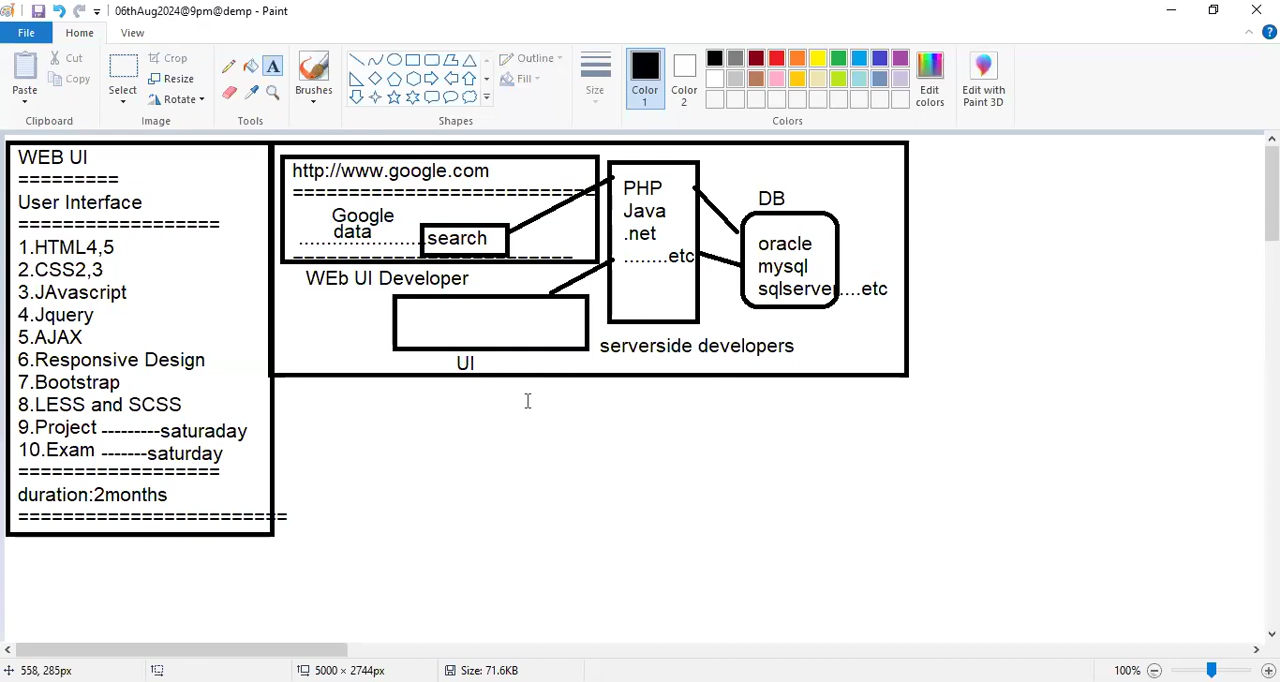 06thAug2024@9pm@demp - Paint
File
Home
View
Paste
Cut
Copy
Clipboard
Select
Crop
Resize
Rotate
Image
A
Tools
Brushes
Shapes
Outline
Fill
Size
Color 1
Color 2
Colors
Edit colors
Edit with Paint 3D
WEB UI
=========
User Interface
==================
1.HTML4,5
2.CSS2,3
3.JAvascript
4.Jquery
5.AJAX
6.Responsive Design
7.Bootstrap
8.LESS and SCSS
9.Project ---------saturaday
10.Exam -------saturday
==================
duration:2months
========================
http://www.google.com
===========================
Google
data
.......................search
=========================
WEb UI Developer
UI
PHP
Java
.net
........etc
serverside developers
DB
oracle
mysql
sqlserver....etc
558, 285px
5000 × 2744px
Size: 71.6KB
100%